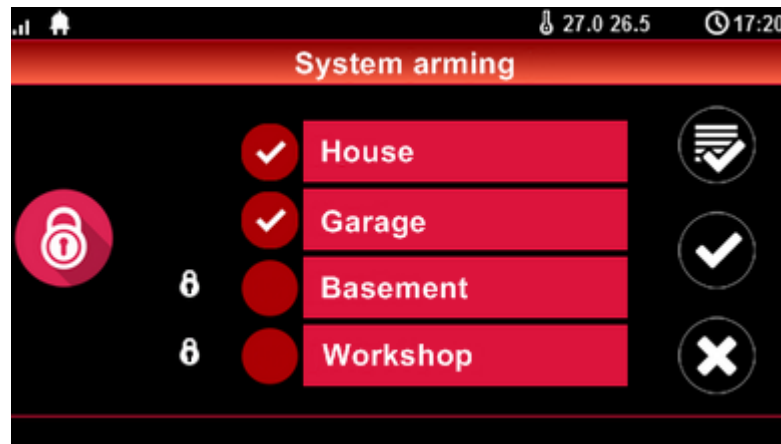 27.0 26.5 17:20
System arming
House
Garage
Basement
Workshop